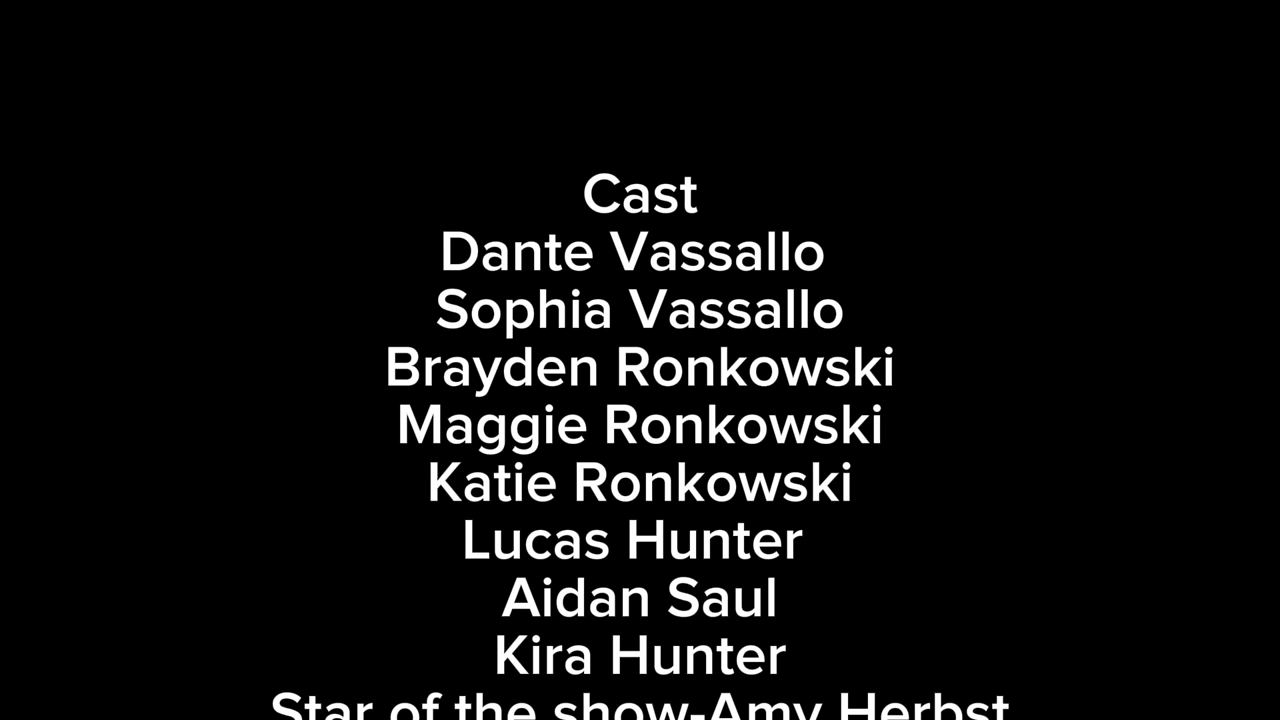 Cast
Dante Vassallo
Sophia Vassallo
Brayden Ronkowski
Maggie Ronkowski
Katie Ronkowski
Lucas Hunter
Aidan Saul
Kira Hunter
Star of the show-Amy Herbst